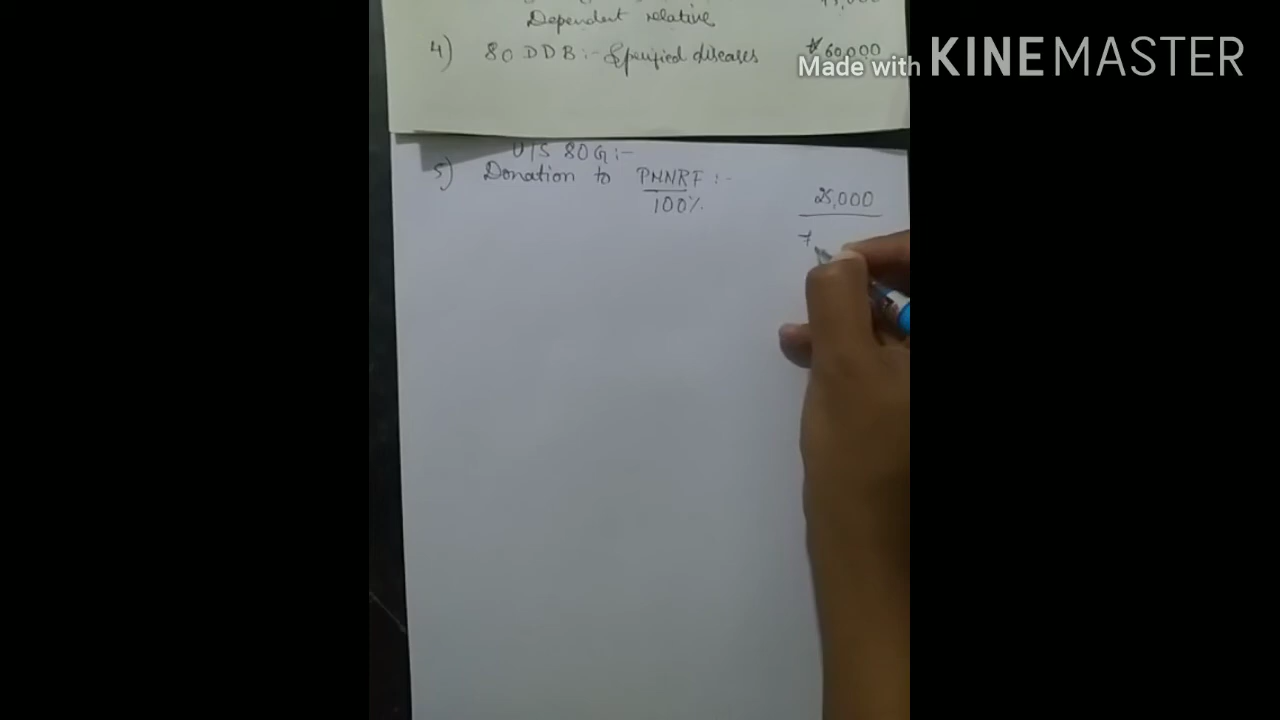 Dependent relative
4) 80 DDB :- Specified diseases 60,000
Made with KINEMASTER
U/S 80G :-
5) Donation to PMNRF :-
100%
25,000